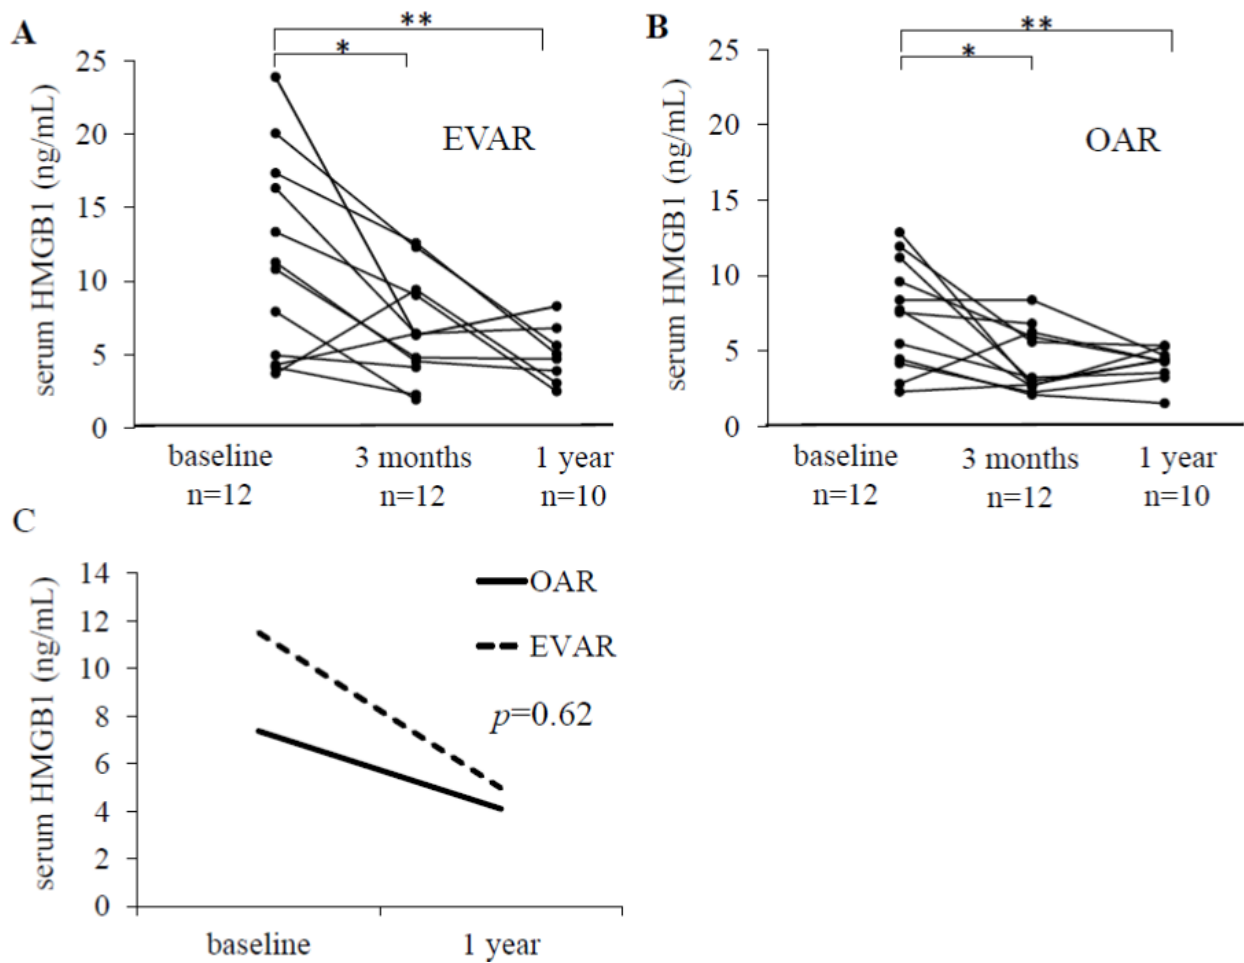 A
**
*
25
20
15
10
5
0
serum HMGB1 (ng/mL)
EVAR
baseline
n=12
3 months
n=12
1 year
n=10
B
**
*
25
20
15
10
5
0
serum HMGB1 (ng/mL)
OAR
baseline
n=12
3 months
n=12
1 year
n=10
C
14
12
10
8
6
4
2
0
serum HMGB1 (ng/mL)
OAR
EVAR
p=0.62
baseline
1 year